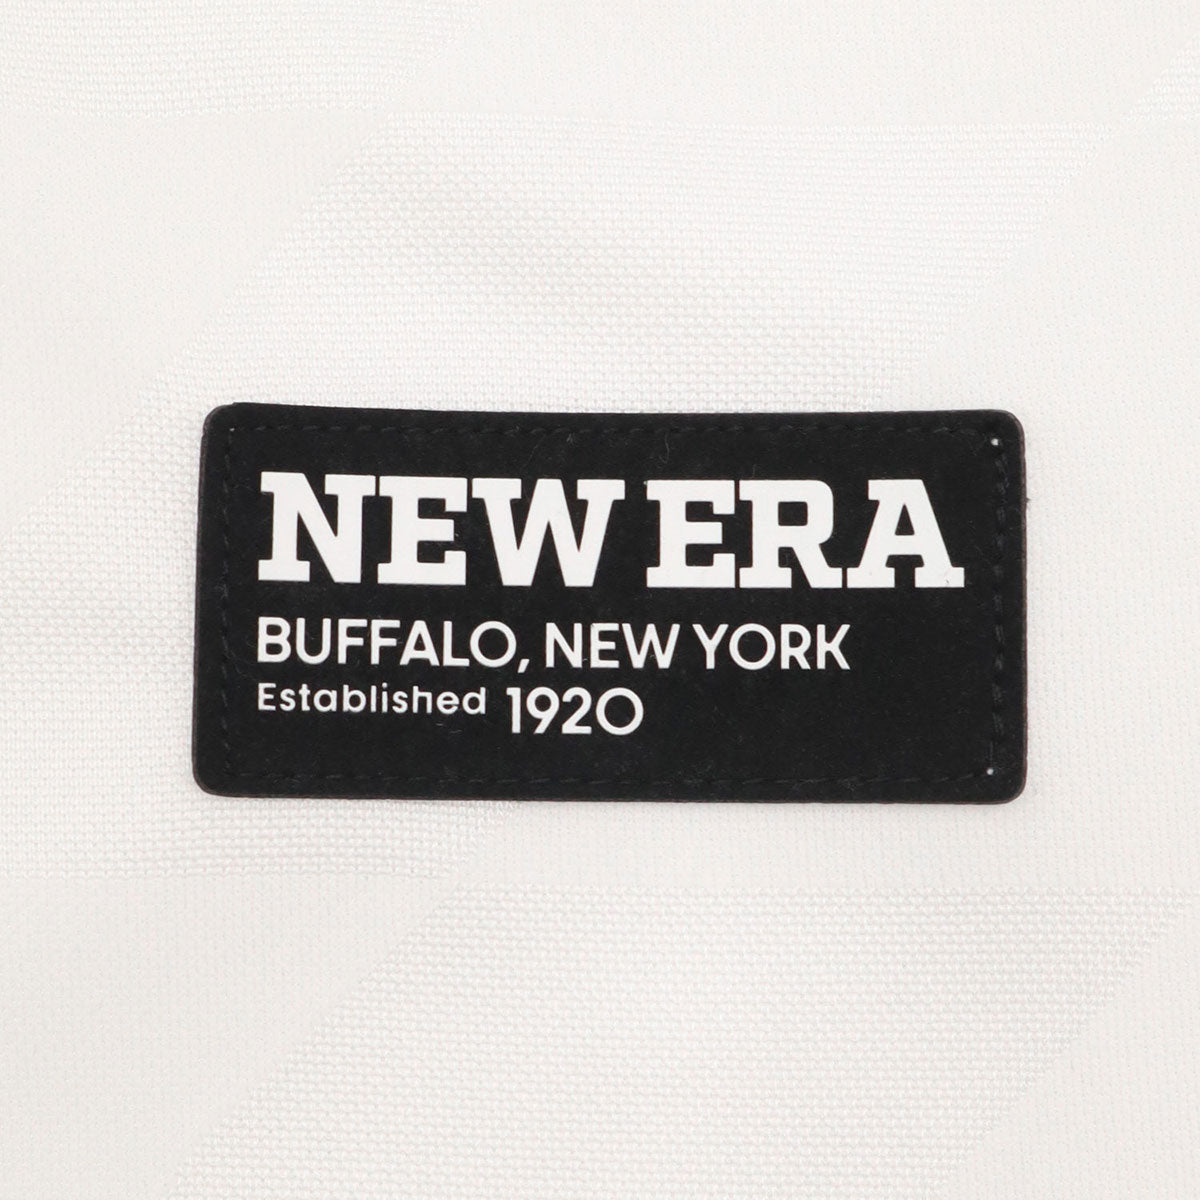 NEW ERA
BUFFALO, NEW YORK
Established 1920